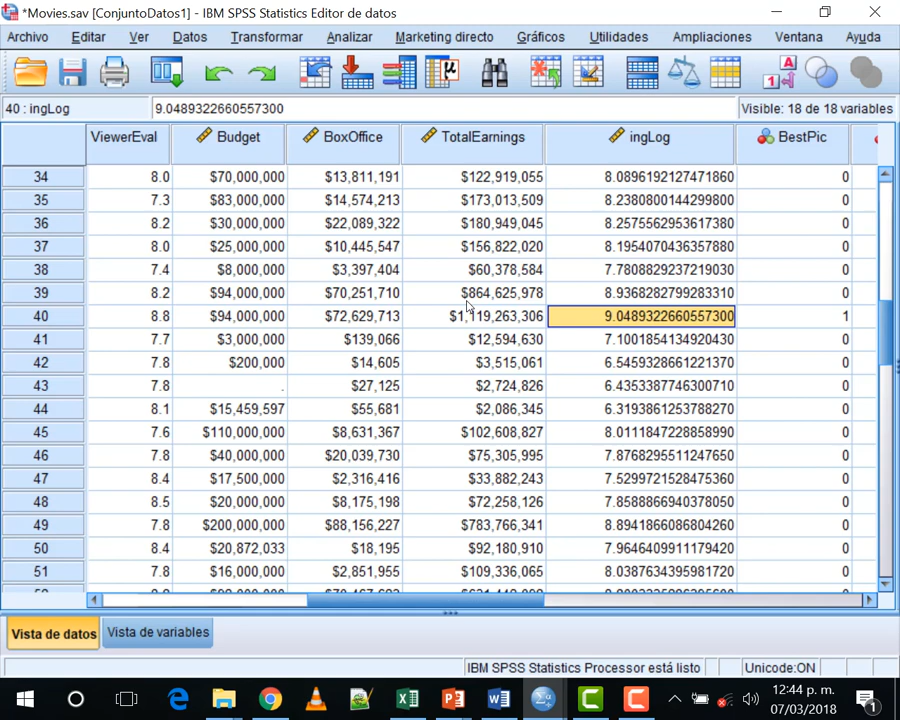 *Movies.sav [ConjuntoDatos1] - IBM SPSS Statistics Editor de datos
Archivo Editar Ver Datos Transformar Analizar Marketing directo Gráficos Utilidades Ampliaciones Ventana Ayuda
40 : ingLog 9.0489322660557300 Visible: 18 de 18 variables
ViewerEval Budget BoxOffice TotalEarnings ingLog BestPic
34 8.0 $70,000,000 $13,811,191 $122,919,055 8.0896192127471860 0
35 7.3 $83,000,000 $14,574,213 $173,013,509 8.2380800144299800 0
36 8.2 $30,000,000 $22,089,322 $180,949,045 8.2575562953617380 0
37 8.0 $25,000,000 $10,445,547 $156,822,020 8.1954070436357880 0
38 7.4 $8,000,000 $3,397,404 $60,378,584 7.7808829237219030 0
39 8.2 $94,000,000 $70,251,710 $864,625,978 8.9368282799283310 0
40 8.8 $94,000,000 $72,629,713 $1,119,263,306 9.0489322660557300 1
41 7.7 $3,000,000 $139,066 $12,594,630 7.1001854134920430 0
42 7.8 $200,000 $14,605 $3,515,061 6.5459328661221370 0
43 7.8 . $27,125 $2,724,826 6.4353387746300710 0
44 8.1 $15,459,597 $55,681 $2,086,345 6.3193861253788270 0
45 7.6 $110,000,000 $8,631,367 $102,608,827 8.0111847228858990 0
46 7.8 $40,000,000 $20,039,730 $75,305,995 7.8768295511247650 0
47 8.4 $17,500,000 $2,316,416 $33,882,243 7.5299721528475360 0
48 8.5 $20,000,000 $8,175,198 $72,258,126 7.8588866940378050 0
49 7.8 $200,000,000 $88,156,227 $783,766,341 8.8941866086804260 0
50 8.4 $20,872,033 $18,195 $92,180,910 7.9646409911179420 0
51 7.8 $16,000,000 $2,851,955 $109,336,065 8.0387634395981720 0
Vista de datos Vista de variables
IBM SPSS Statistics Processor está listo Unicode:ON
12:44 p. m.
07/03/2018
1